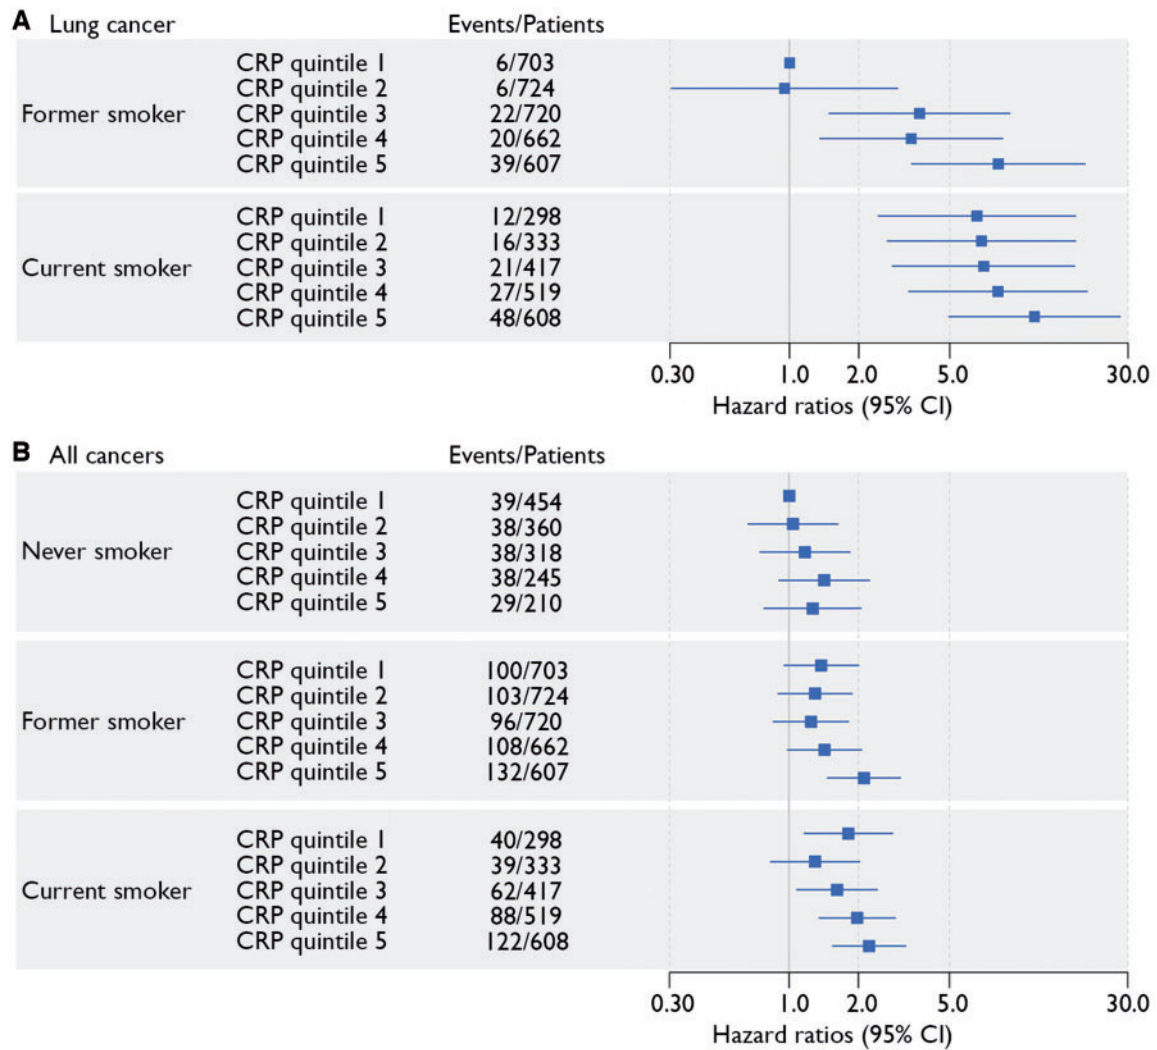 A Lung cancer Events/Patients
CRP quintile 1 6/703
CRP quintile 2 6/724
Former smoker CRP quintile 3 22/720
CRP quintile 4 20/662
CRP quintile 5 39/607
CRP quintile 1 12/298
CRP quintile 2 16/333
Current smoker CRP quintile 3 21/417
CRP quintile 4 27/519
CRP quintile 5 48/608
0.30 1.0 2.0 5.0 30.0
Hazard ratios (95% CI)
B All cancers Events/Patients
CRP quintile 1 39/454
CRP quintile 2 38/360
Never smoker CRP quintile 3 38/318
CRP quintile 4 38/245
CRP quintile 5 29/210
CRP quintile 1 100/703
CRP quintile 2 103/724
Former smoker CRP quintile 3 96/720
CRP quintile 4 108/662
CRP quintile 5 132/607
CRP quintile 1 40/298
CRP quintile 2 39/333
Current smoker CRP quintile 3 62/417
CRP quintile 4 88/519
CRP quintile 5 122/608
0.30 1.0 2.0 5.0 30.0
Hazard ratios (95% CI)